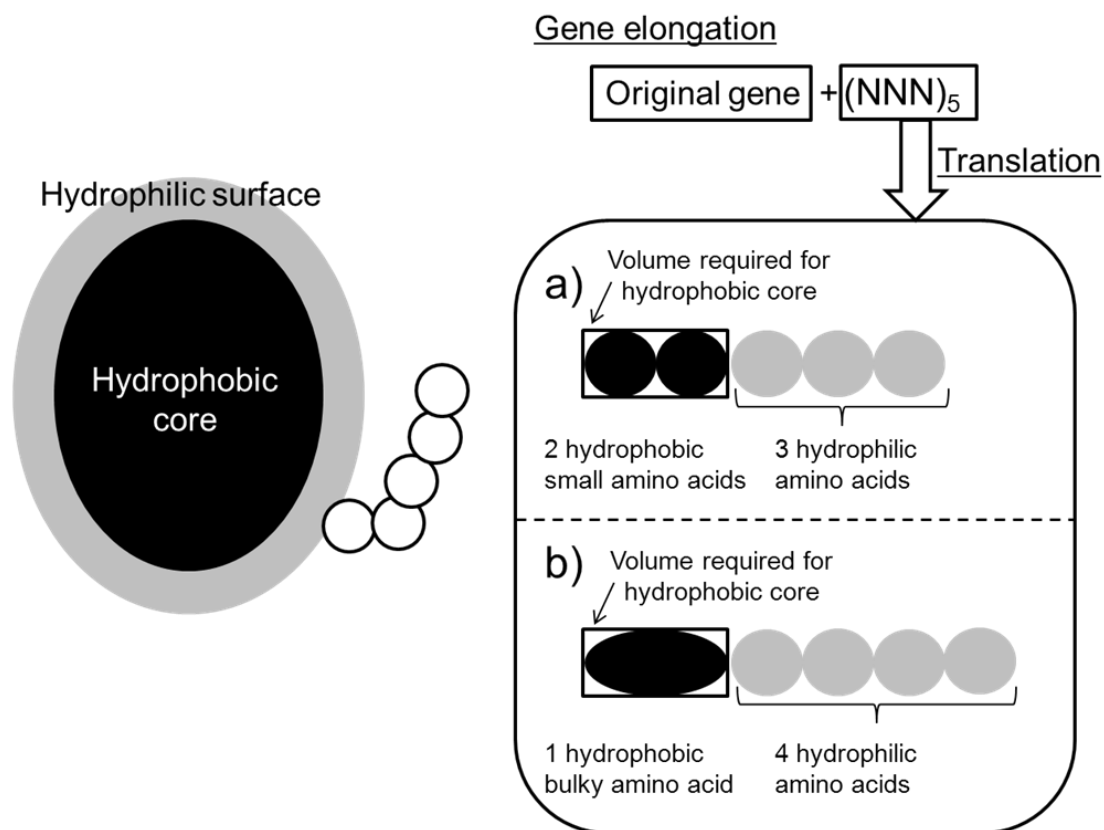 Gene elongation
Original gene + (NNN)5
Translation
Hydrophilic surface
Hydrophobic
core
a)
Volume required for
hydrophobic core
2 hydrophobic
small amino acids
3 hydrophilic
amino acids
b)
Volume required for
hydrophobic core
1 hydrophobic
bulky amino acid
4 hydrophilic
amino acids